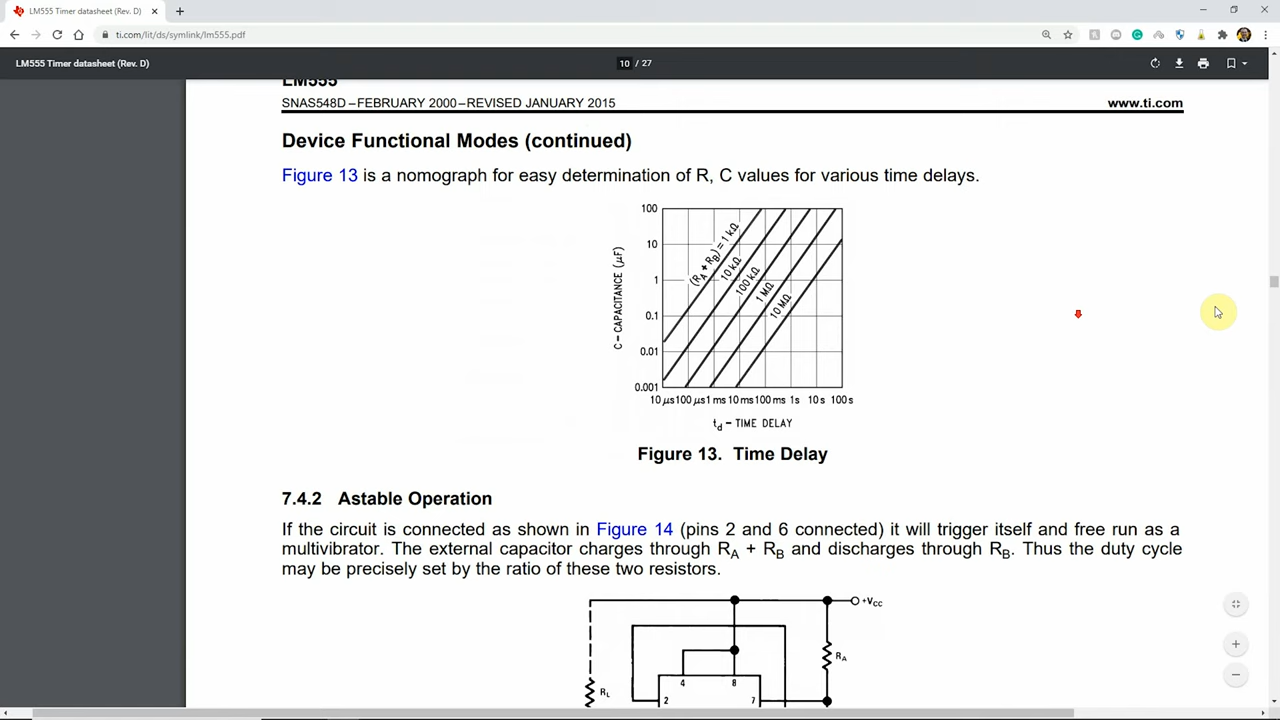 LM555 Timer datasheet (Rev. D)
ti.com/lit/ds/symlink/lm555.pdf
LM555 Timer datasheet (Rev. D)
10 / 27
LM555
SNAS548D – FEBRUARY 2000 – REVISED JANUARY 2015
www.ti.com
Device Functional Modes (continued)
Figure 13 is a nomograph for easy determination of R, C values for various time delays.
100
10
1
0.1
0.01
0.001
C – CAPACITANCE (µF)
(RA + RB) = 1 kΩ
10 kΩ
100 kΩ
1 MΩ
10 MΩ
10 µs 100 µs 1 ms 10 ms 100 ms 1 s 10 s 100 s
td – TIME DELAY
Figure 13. Time Delay
7.4.2 Astable Operation
If the circuit is connected as shown in Figure 14 (pins 2 and 6 connected) it will trigger itself and free run as a
multivibrator. The external capacitor charges through RA + RB and discharges through RB. Thus the duty cycle
may be precisely set by the ratio of these two resistors.
+VCC
RA
4
8
RL
2
7